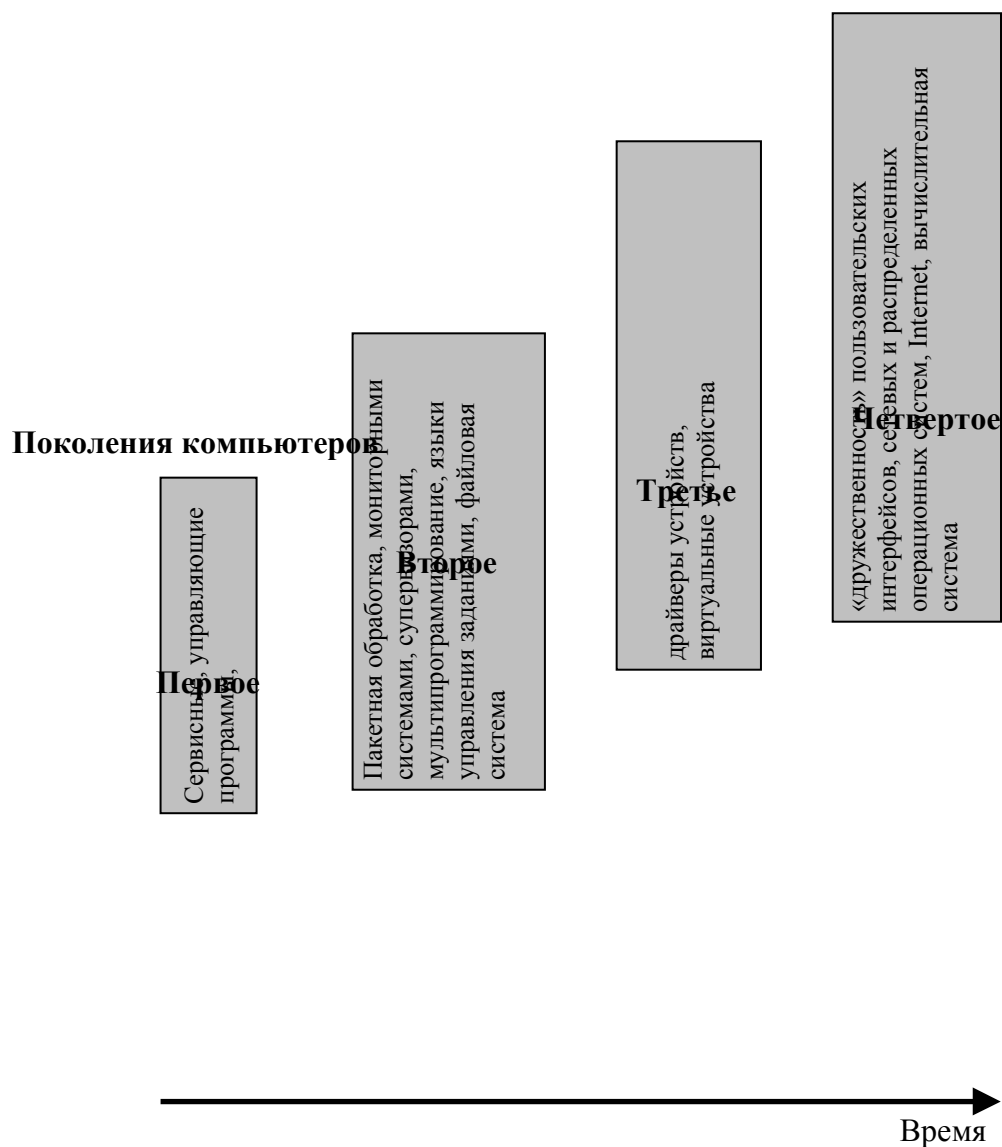 Поколения компьютеров
Первое
Сервисные, управляющие
программы,
Второе
Пакетная обработка, мониторными
системами, супервизорами,
мультипрограммирование, языки
управления заданиями, файловая
система
Третье
драйверы устройств,
виртуальные устройства
Четвертое
«дружественность» пользовательских
интерфейсов, сетевых и распределенных
операционных систем, Internet, вычислительная
система
Время